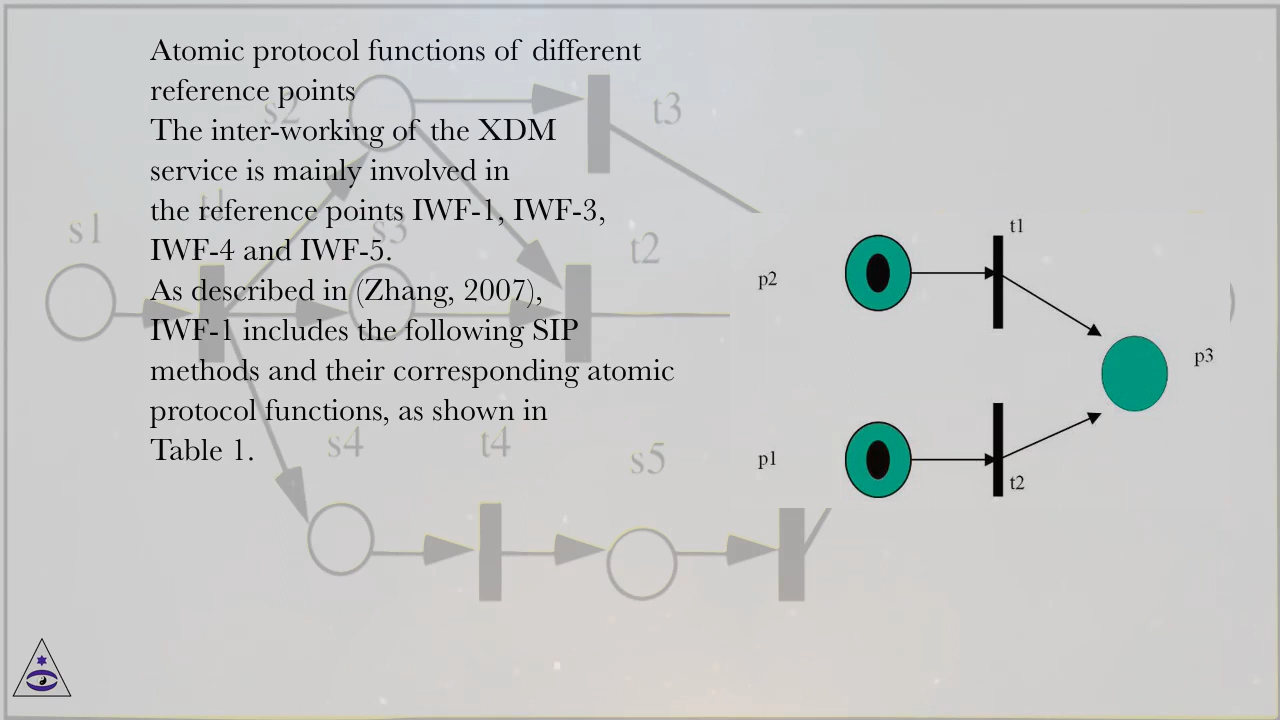 Atomic protocol functions of different
reference points
The inter-working of the XDM
service is mainly involved in
the reference points IWF-1, IWF-3,
IWF-4 and IWF-5.
As described in (Zhang, 2007),
IWF-1 includes the following SIP
methods and their corresponding atomic
protocol functions, as shown in
Table 1.
t1
p2
p3
p1
t2
s2
t3
s1
t1
s3
t2
s4
t4
s5